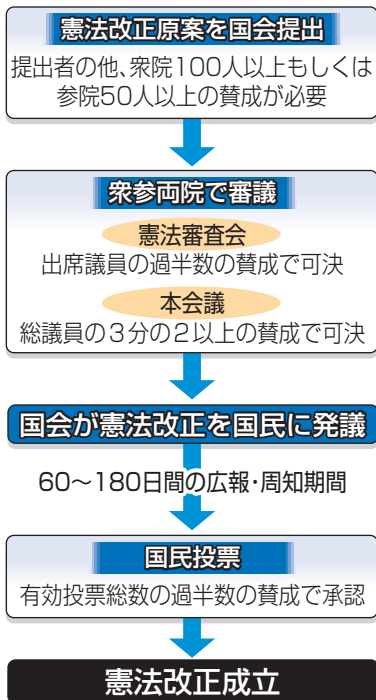 憲法改正原案を国会提出
提出者の他、衆院100人以上もしくは
参院50人以上の賛成が必要
衆参両院で審議
憲法審査会
出席議員の過半数の賛成で可決
本会議
総議員の3分の2以上の賛成で可決
国会が憲法改正を国民に発議
60〜180日間の広報・周知期間
国民投票
有効投票総数の過半数の賛成で承認
憲法改正成立